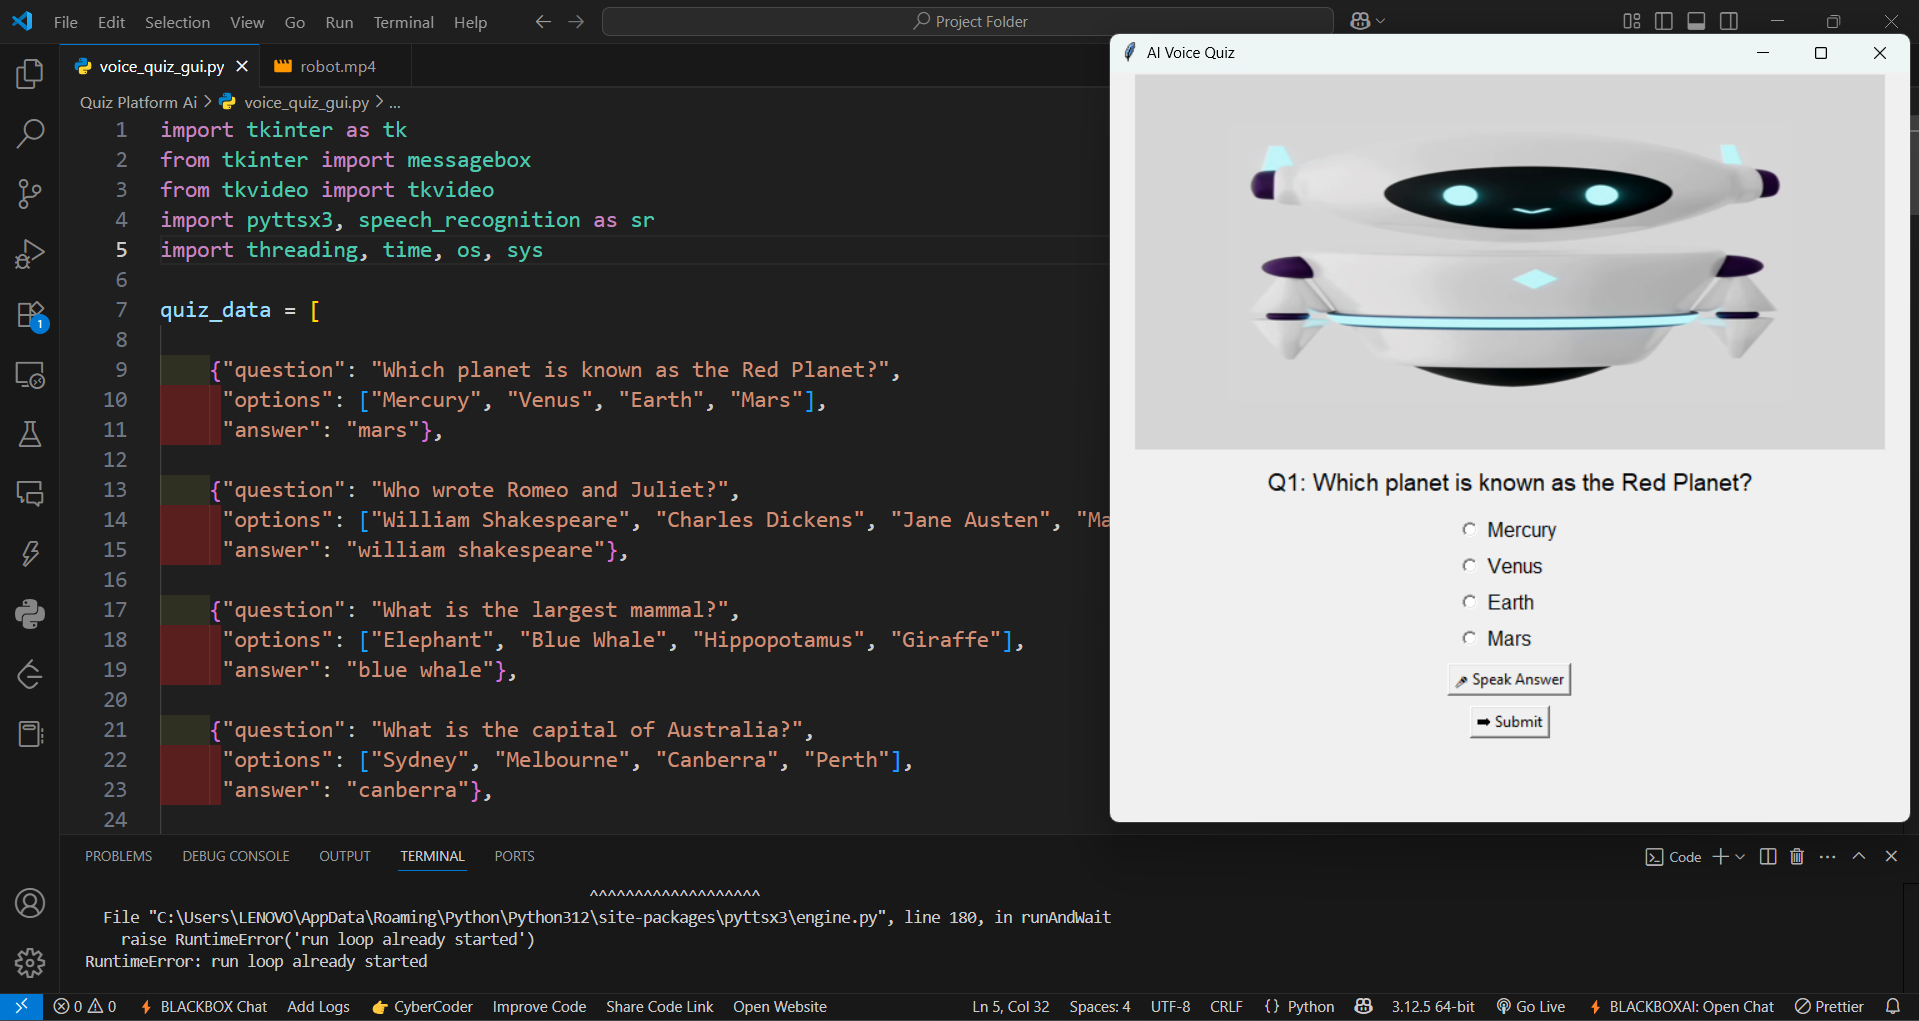 File Edit Selection View Go Run Terminal Help
Project Folder
voice_quiz_gui.py
robot.mp4
Quiz Platform Ai > voice_quiz_gui.py > ...
1 import tkinter as tk
2 from tkinter import messagebox
3 from tkvideo import tkvideo
4 import pyttsx3, speech_recognition as sr
5 import threading, time, os, sys
6
7 quiz_data = [
8
9 {"question": "Which planet is known as the Red Planet?",
10 "options": ["Mercury", "Venus", "Earth", "Mars"],
11 "answer": "mars"},
12
13 {"question": "Who wrote Romeo and Juliet?",
14 "options": ["William Shakespeare", "Charles Dickens", "Jane Austen", "Ma
15 "answer": "william shakespeare"},
16
17 {"question": "What is the largest mammal?",
18 "options": ["Elephant", "Blue Whale", "Hippopotamus", "Giraffe"],
19 "answer": "blue whale"},
20
21 {"question": "What is the capital of Australia?",
22 "options": ["Sydney", "Melbourne", "Canberra", "Perth"],
23 "answer": "canberra"},
24
1
AI Voice Quiz
Q1: Which planet is known as the Red Planet?
Mercury
Venus
Earth
Mars
Speak Answer
Submit
PROBLEMS DEBUG CONSOLE OUTPUT TERMINAL PORTS
Code
^^^^^^^^^^^^^^^^^^^
File "C:\Users\LENOVO\AppData\Roaming\Python\Python312\site-packages\pyttsx3\engine.py", line 180, in runAndWait
raise RuntimeError('run loop already started')
RuntimeError: run loop already started
0 0 BLACKBOX Chat Add Logs CyberCoder Improve Code Share Code Link Open Website Ln 5, Col 32 Spaces: 4 UTF-8 CRLF {} Python 3.12.5 64-bit Go Live BLACKBOXAI: Open Chat Prettier